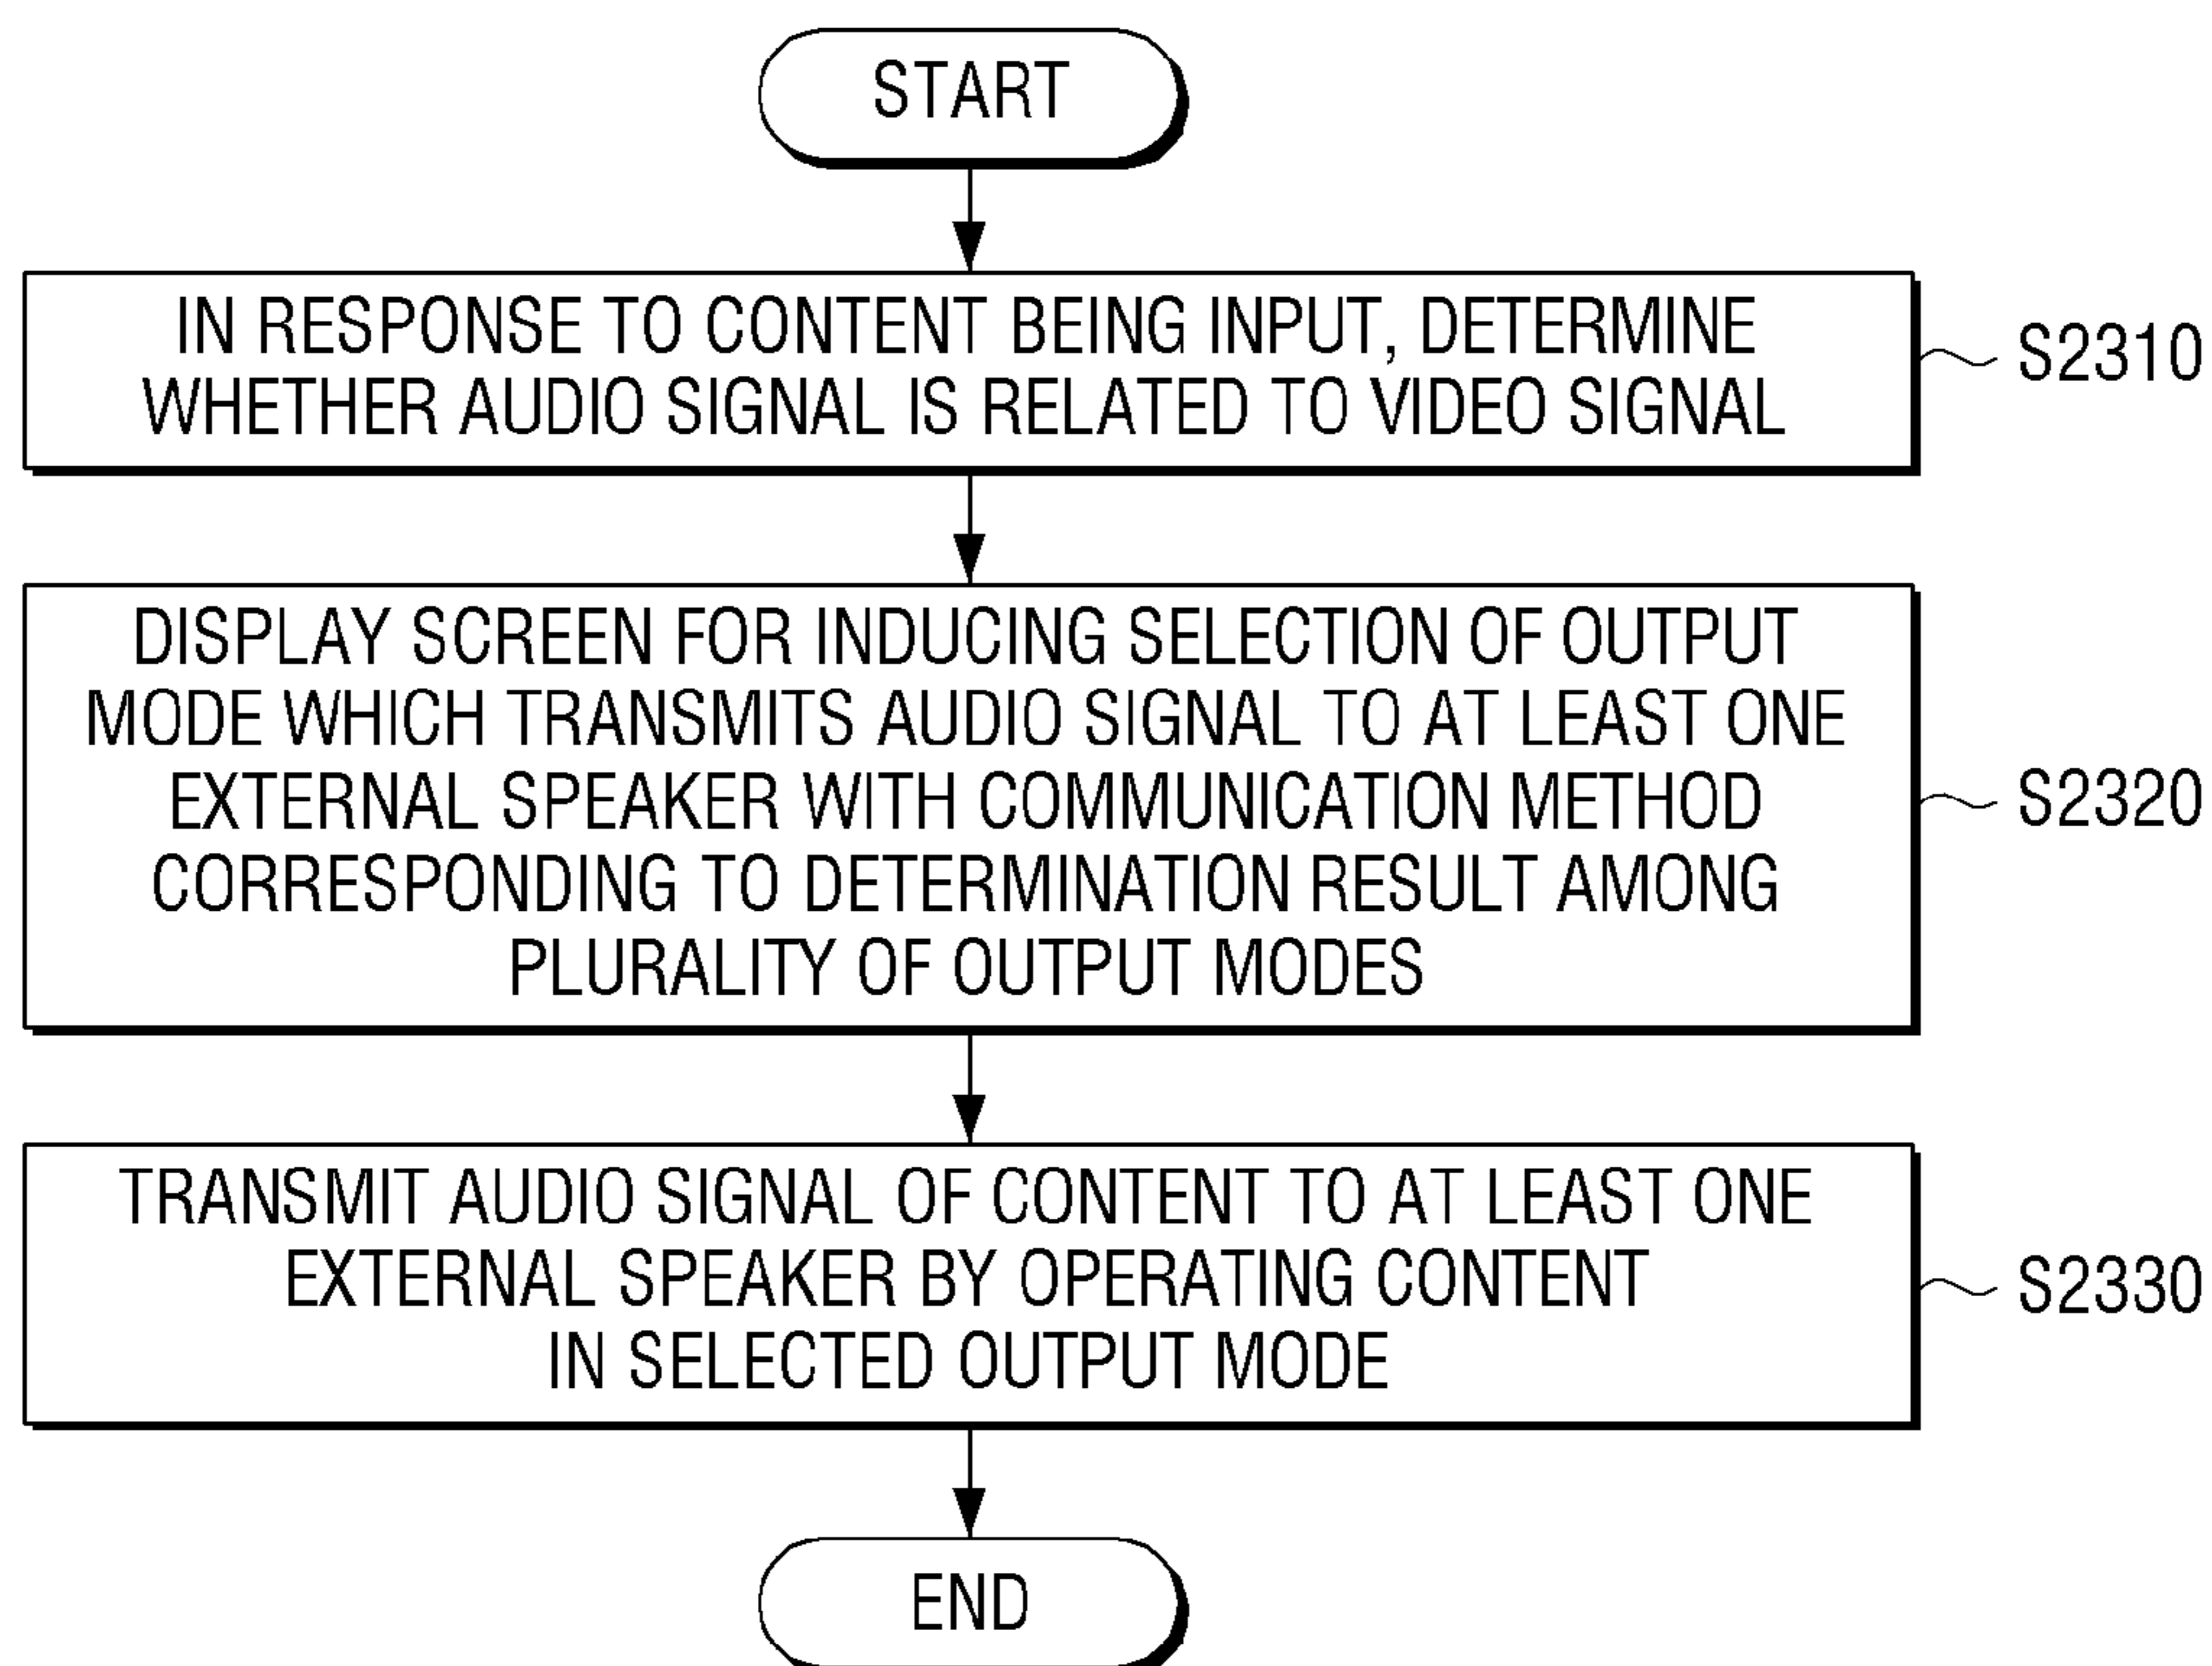 START
IN RESPONSE TO CONTENT BEING INPUT, DETERMINE
WHETHER AUDIO SIGNAL IS RELATED TO VIDEO SIGNAL
S2310
DISPLAY SCREEN FOR INDUCING SELECTION OF OUTPUT
MODE WHICH TRANSMITS AUDIO SIGNAL TO AT LEAST ONE
EXTERNAL SPEAKER WITH COMMUNICATION METHOD
CORRESPONDING TO DETERMINATION RESULT AMONG
PLURALITY OF OUTPUT MODES
S2320
TRANSMIT AUDIO SIGNAL OF CONTENT TO AT LEAST ONE
EXTERNAL SPEAKER BY OPERATING CONTENT
IN SELECTED OUTPUT MODE
S2330
END